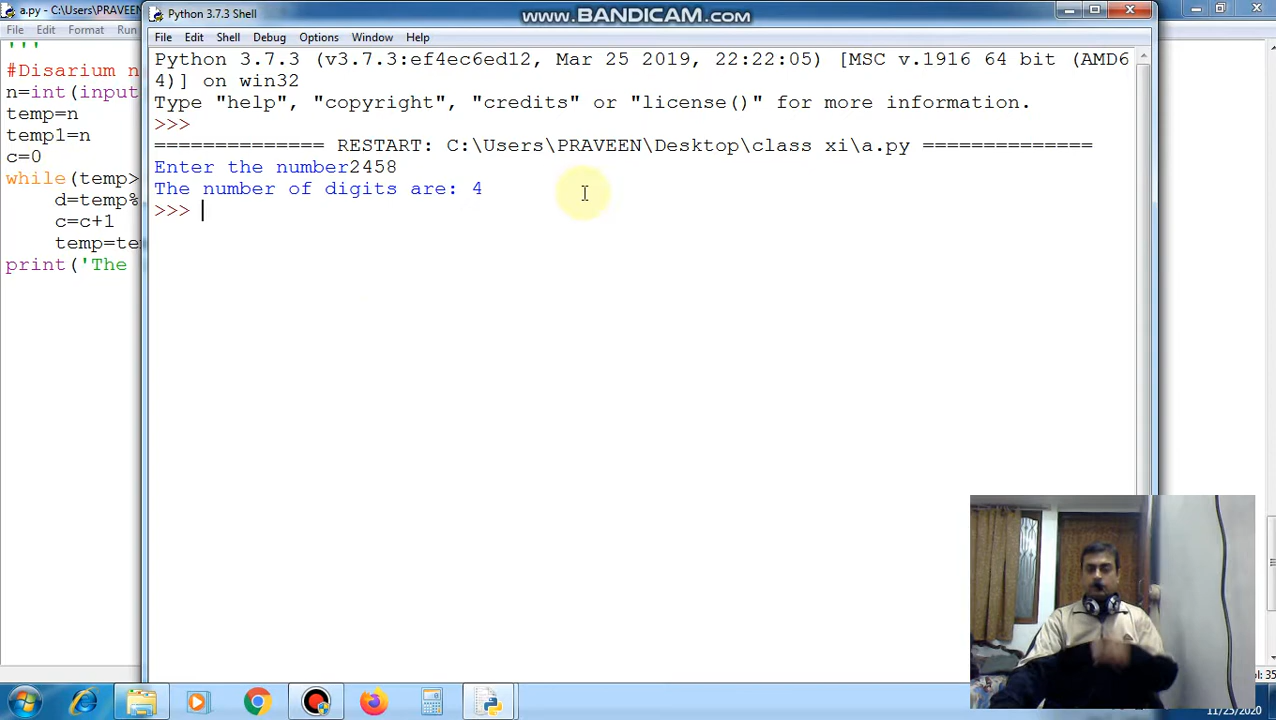 a.py - C:\Users\PRAVEEN
Python 3.7.3 Shell
www.BANDICAM.com
File Edit Format Run
File Edit Shell Debug Options Window Help
'''
#Disarium n
n=int(input
temp=n
temp1=n
c=0
while(temp>
d=temp%
c=c+1
temp=te
print('The
Python 3.7.3 (v3.7.3:ef4ec6ed12, Mar 25 2019, 22:22:05) [MSC v.1916 64 bit (AMD6
4)] on win32
Type "help", "copyright", "credits" or "license()" for more information.
>>>
============== RESTART: C:\Users\PRAVEEN\Desktop\class xi\a.py ==============
Enter the number2458
The number of digits are: 4
>>>
ol: 35
11/25/2020